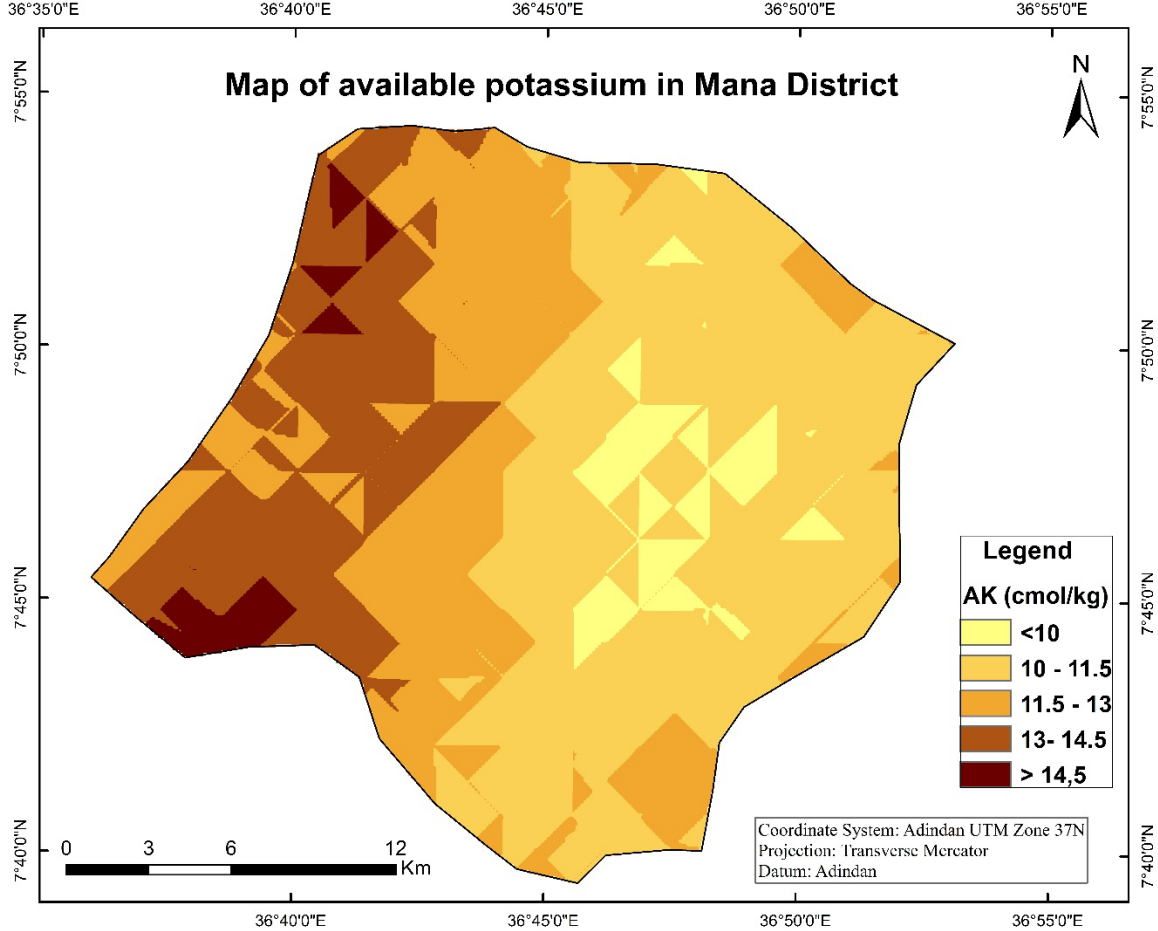 36°35'0"E 36°40'0"E 36°45'0"E 36°50'0"E 36°55'0"E
Map of available potassium in Mana District
N
7°55'0"N 7°55'0"N
7°50'0"N 7°50'0"N
7°45'0"N 7°45'0"N
7°40'0"N 7°40'0"N
Legend
AK (cmol/kg)
<10
10 - 11.5
11.5 - 13
13- 14.5
> 14,5
Coordinate System: Adindan UTM Zone 37N
Projection: Transverse Mercator
Datum: Adindan
0 3 6 12
Km
36°40'0"E 36°45'0"E 36°50'0"E 36°55'0"E